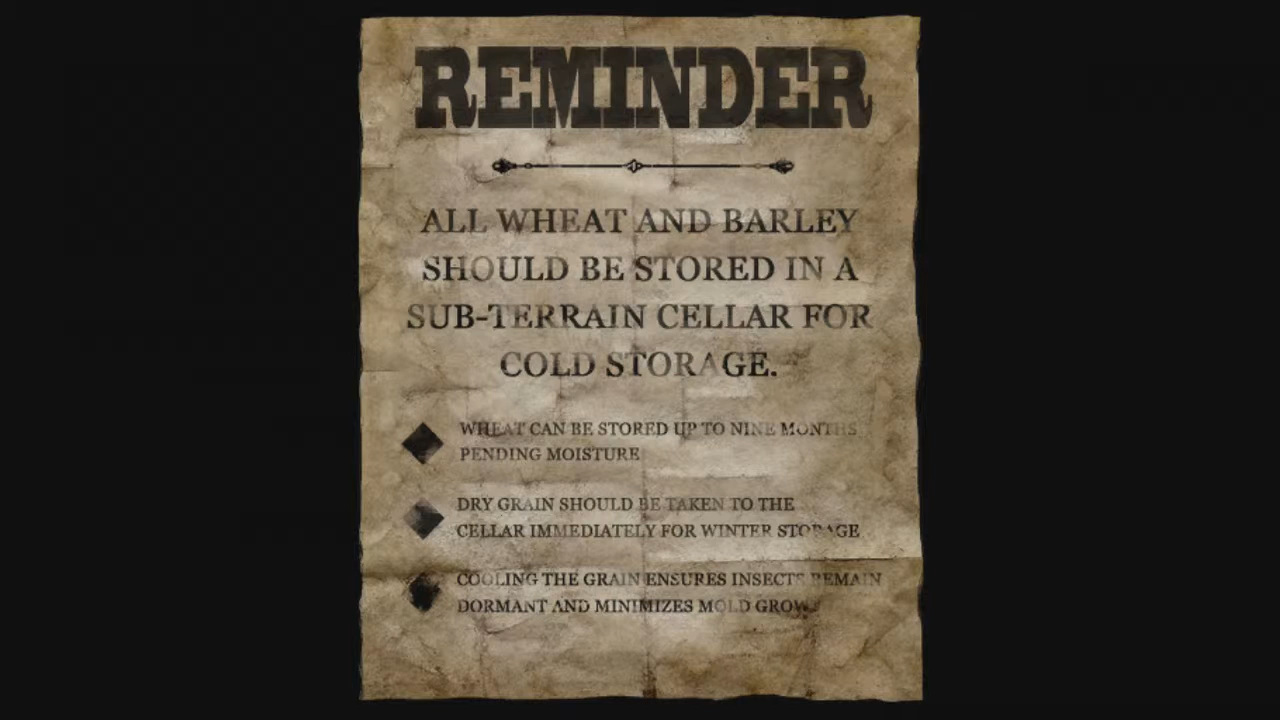 REMINDER
ALL WHEAT AND BARLEY
SHOULD BE STORED IN A
SUB-TERRAIN CELLAR FOR
COLD STORAGE.
WHEAT CAN BE STORED UP TO NINE MONTHS
PENDING MOISTURE
DRY GRAIN SHOULD BE TAKEN TO THE
CELLAR IMMEDIATELY FOR WINTER STORAGE
COOLING THE GRAIN ENSURES INSECTS REMAIN
DORMANT AND MINIMIZES MOLD